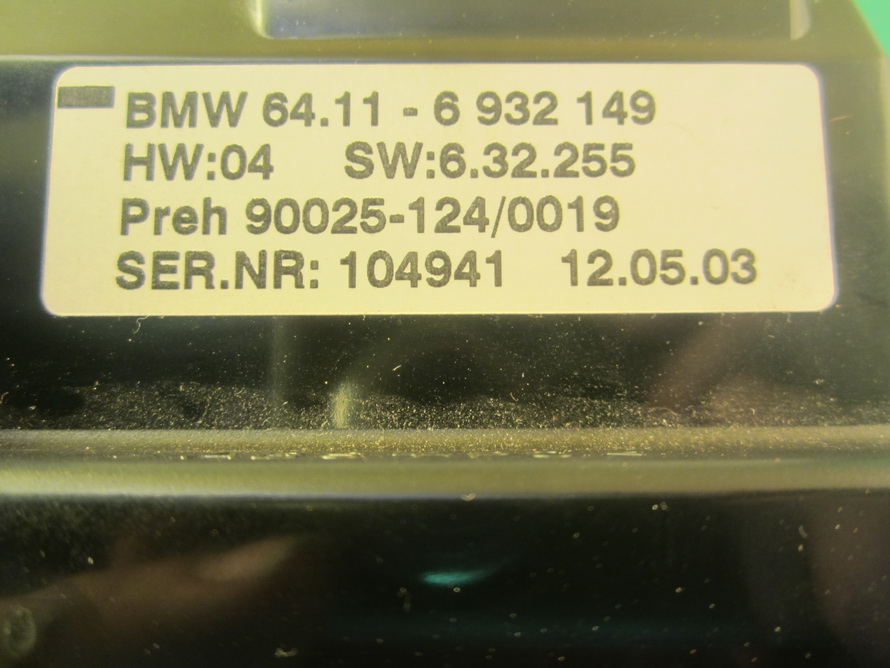 BMW 64.11 - 6 932 149
HW:04 SW:6.32.255
Preh 90025-124/0019
SER.NR: 104941 12.05.03